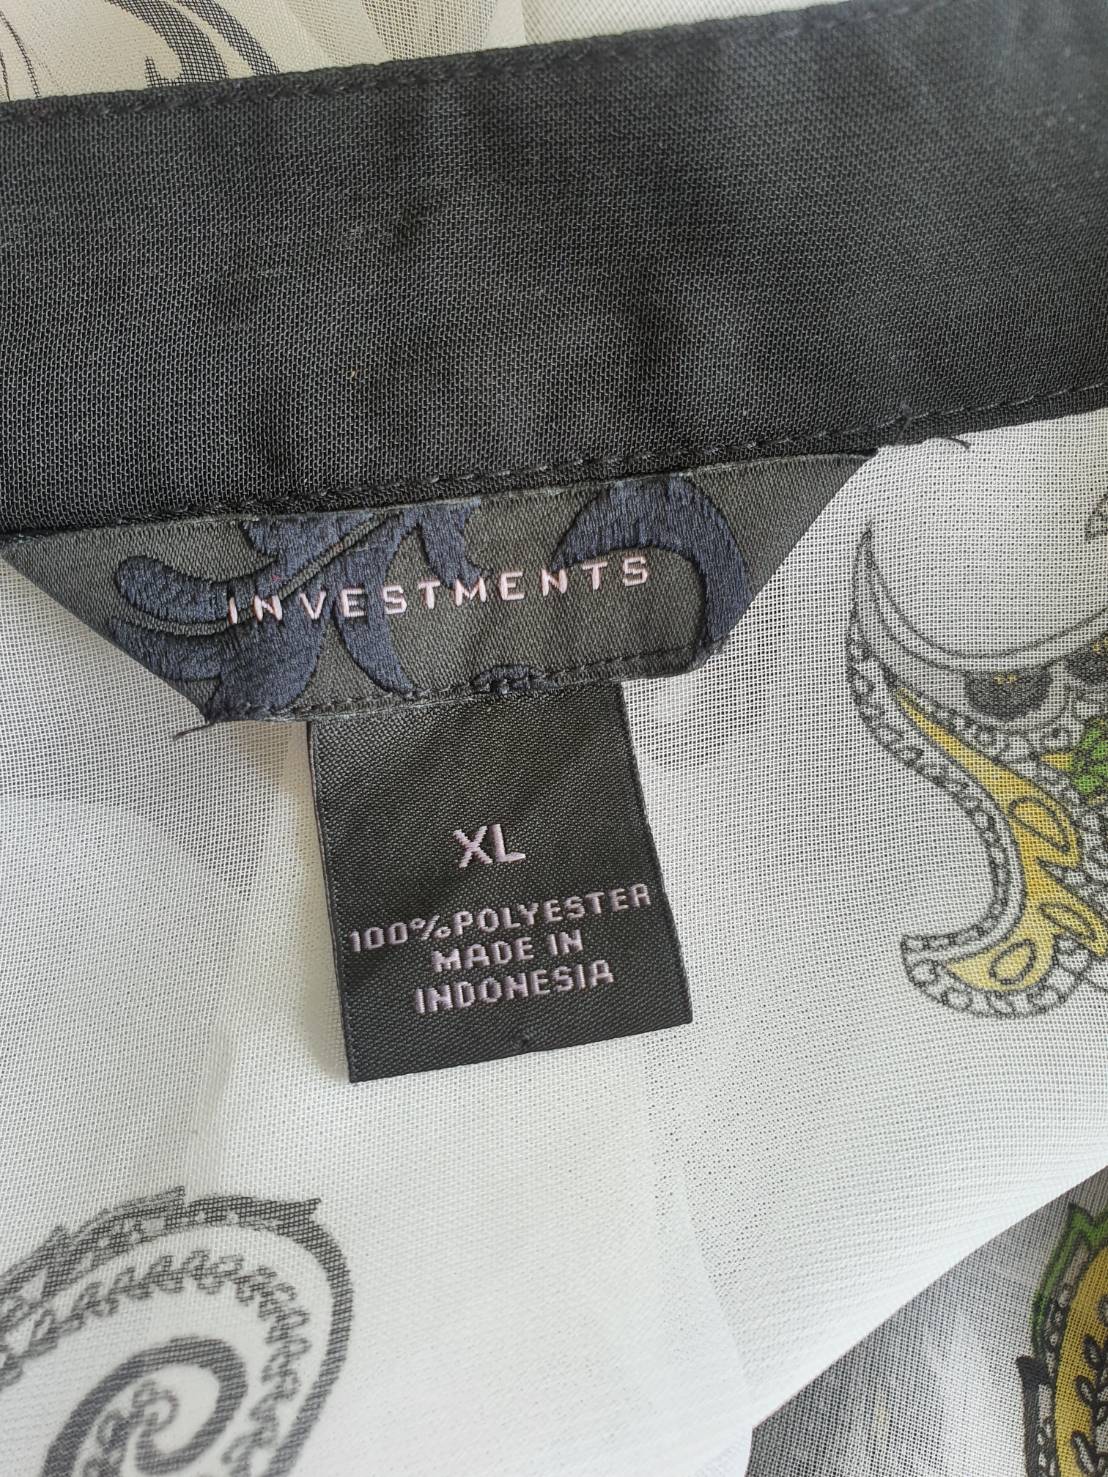 INVESTMENTS
XL
100%POLYESTER
MADE IN
INDONESIA